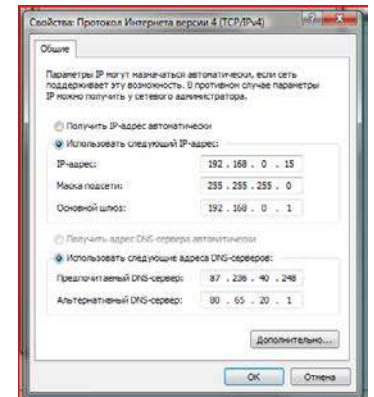 Свойства: Протокол Интернета версии 4 (TCP/IPv4)
Общие
Параметры IP могут назначаться автоматически, если сеть
поддерживает эту возможность. В противном случае параметры
IP можно получить у сетевого администратора.
Получить IP-адрес автоматически
Использовать следующий IP-адрес:
IP-адрес: 192 . 168 . 0 . 15
Маска подсети: 255 . 255 . 255 . 0
Основной шлюз: 192 . 168 . 0 . 1
Получить адрес DNS-сервера автоматически
Использовать следующие адреса DNS-серверов:
Предпочитаемый DNS-сервер: 87 . 236 . 40 . 248
Альтернативный DNS-сервер: 80 . 65 . 20 . 1
Дополнительно...
ОК Отмена